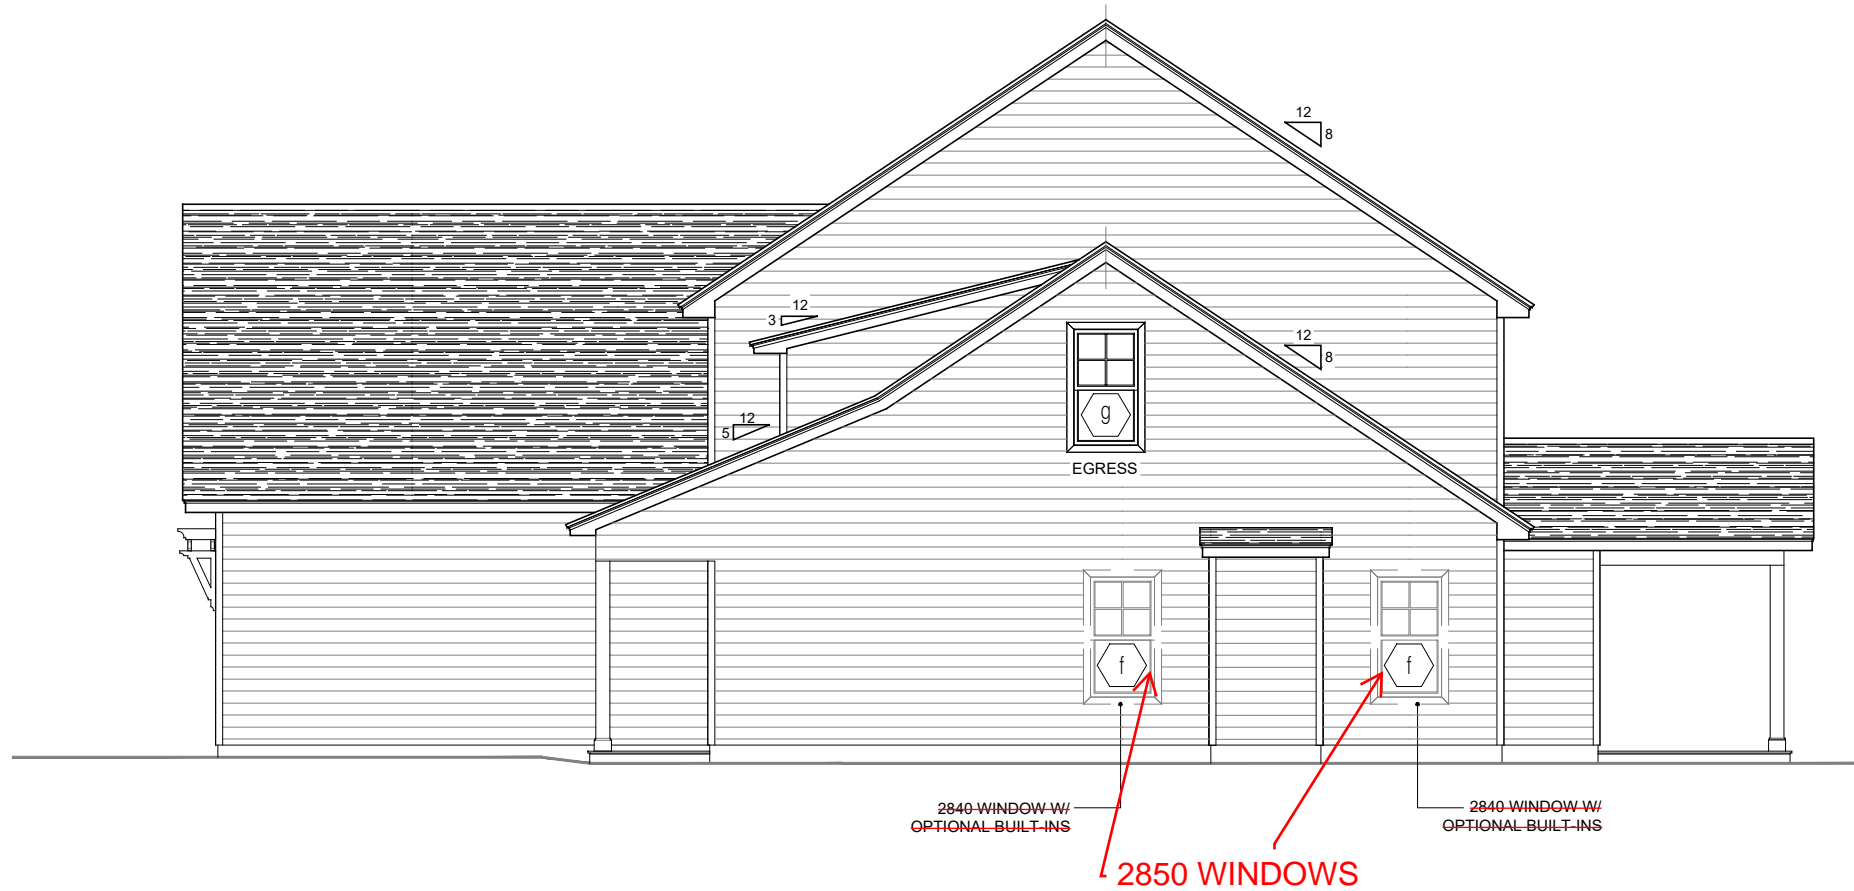 12
8
12
3
12
8
g
12
5
EGRESS
f
f
2840 WINDOW W/
OPTIONAL BUILT-INS
2840 WINDOW W/
OPTIONAL BUILT-INS
2850 WINDOWS